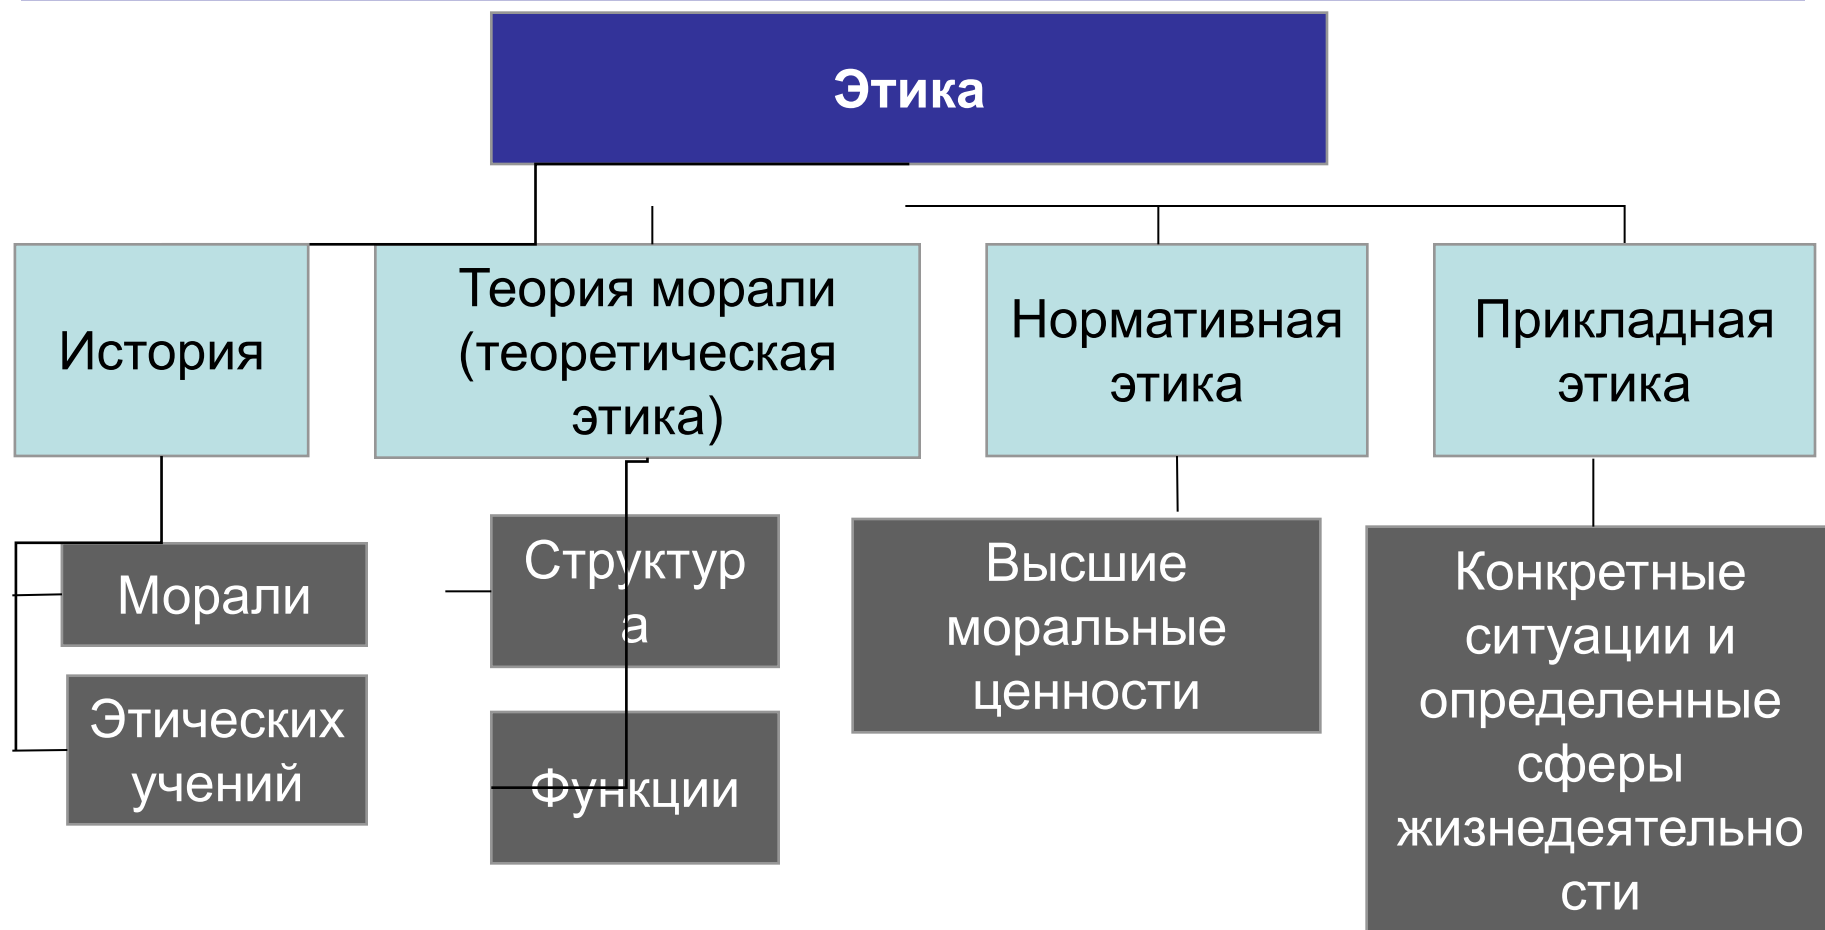 Этика
История
Теория морали
(теоретическая
этика)
Нормативная
этика
Прикладная
этика
Морали
Этических
учений
Структур
а
Функции
Высшие
моральные
ценности
Конкретные
ситуации и
определенные
сферы
жизнедеятельно
сти